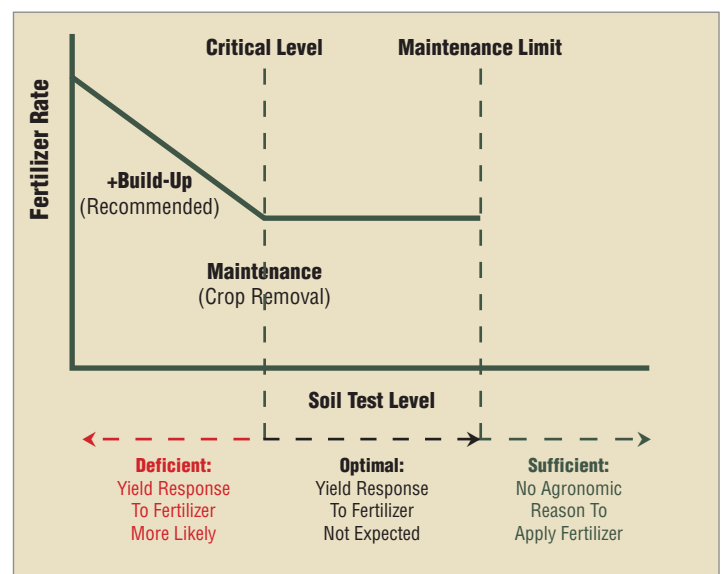 Critical Level
Maintenance Limit
Fertilizer Rate
+Build-Up
(Recommended)
Maintenance
(Crop Removal)
Soil Test Level
Deficient:
Yield Response
To Fertilizer
More Likely
Optimal:
Yield Response
To Fertilizer
Not Expected
Sufficient:
No Agronomic
Reason To
Apply Fertilizer